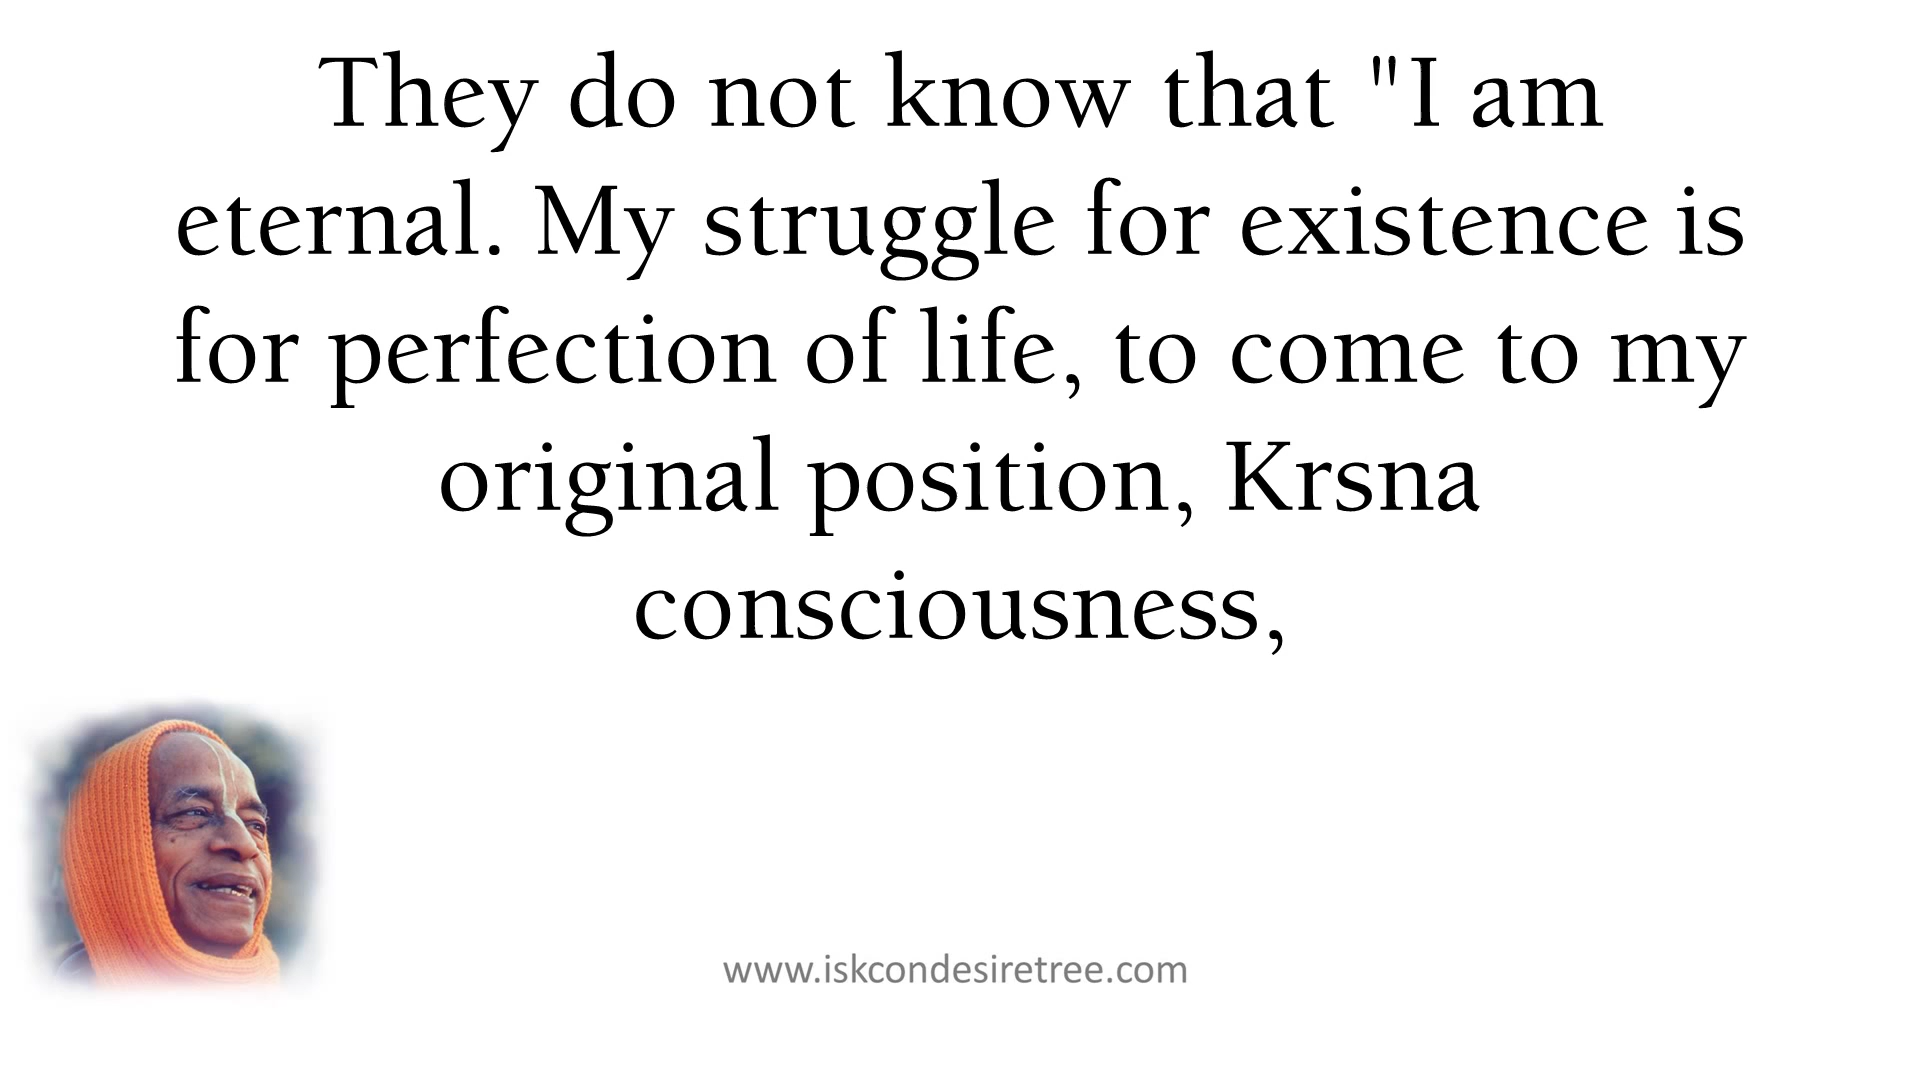 They do not know that "I am
eternal. My struggle for existence is
for perfection of life, to come to my
original position, Krsna
consciousness,
www.iskcondesiretree.com